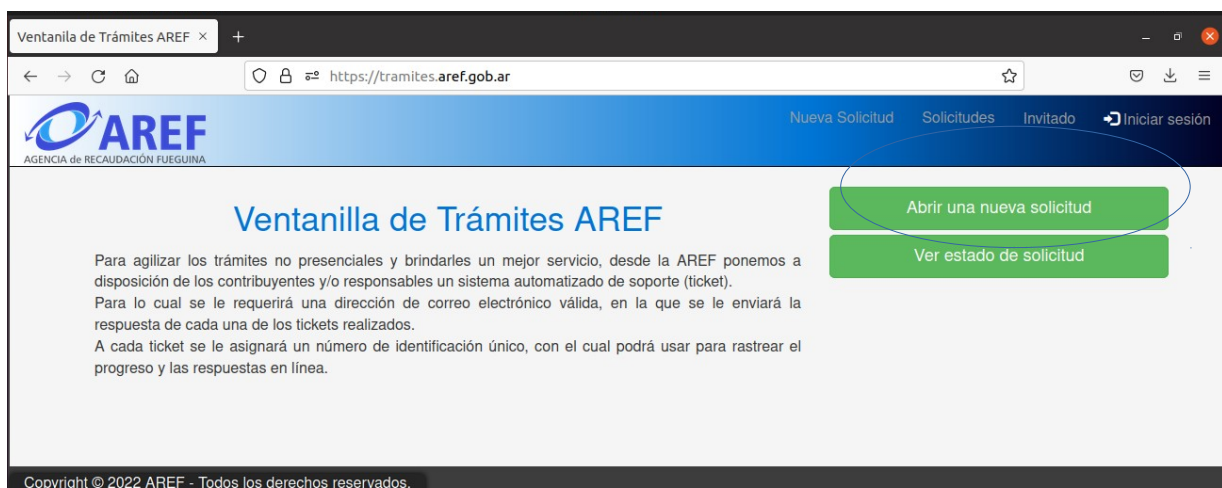 Ventanila de Trámites AREF
https://tramites.aref.gob.ar
AREF
AGENCIA de RECAUDACIÓN FUEGUINA
Nueva Solicitud Solicitudes Invitado Iniciar sesión
Ventanilla de Trámites AREF
Para agilizar los trámites no presenciales y brindarles un mejor servicio, desde la AREF ponemos a
disposición de los contribuyentes y/o responsables un sistema automatizado de soporte (ticket).
Para lo cual se le requerirá una dirección de correo electrónico válida, en la que se le enviará la
respuesta de cada una de los tickets realizados.
A cada ticket se le asignará un número de identificación único, con el cual podrá usar para rastrear el
progreso y las respuestas en línea.
Abrir una nueva solicitud
Ver estado de solicitud
Copyright © 2022 AREF - Todos los derechos reservados.